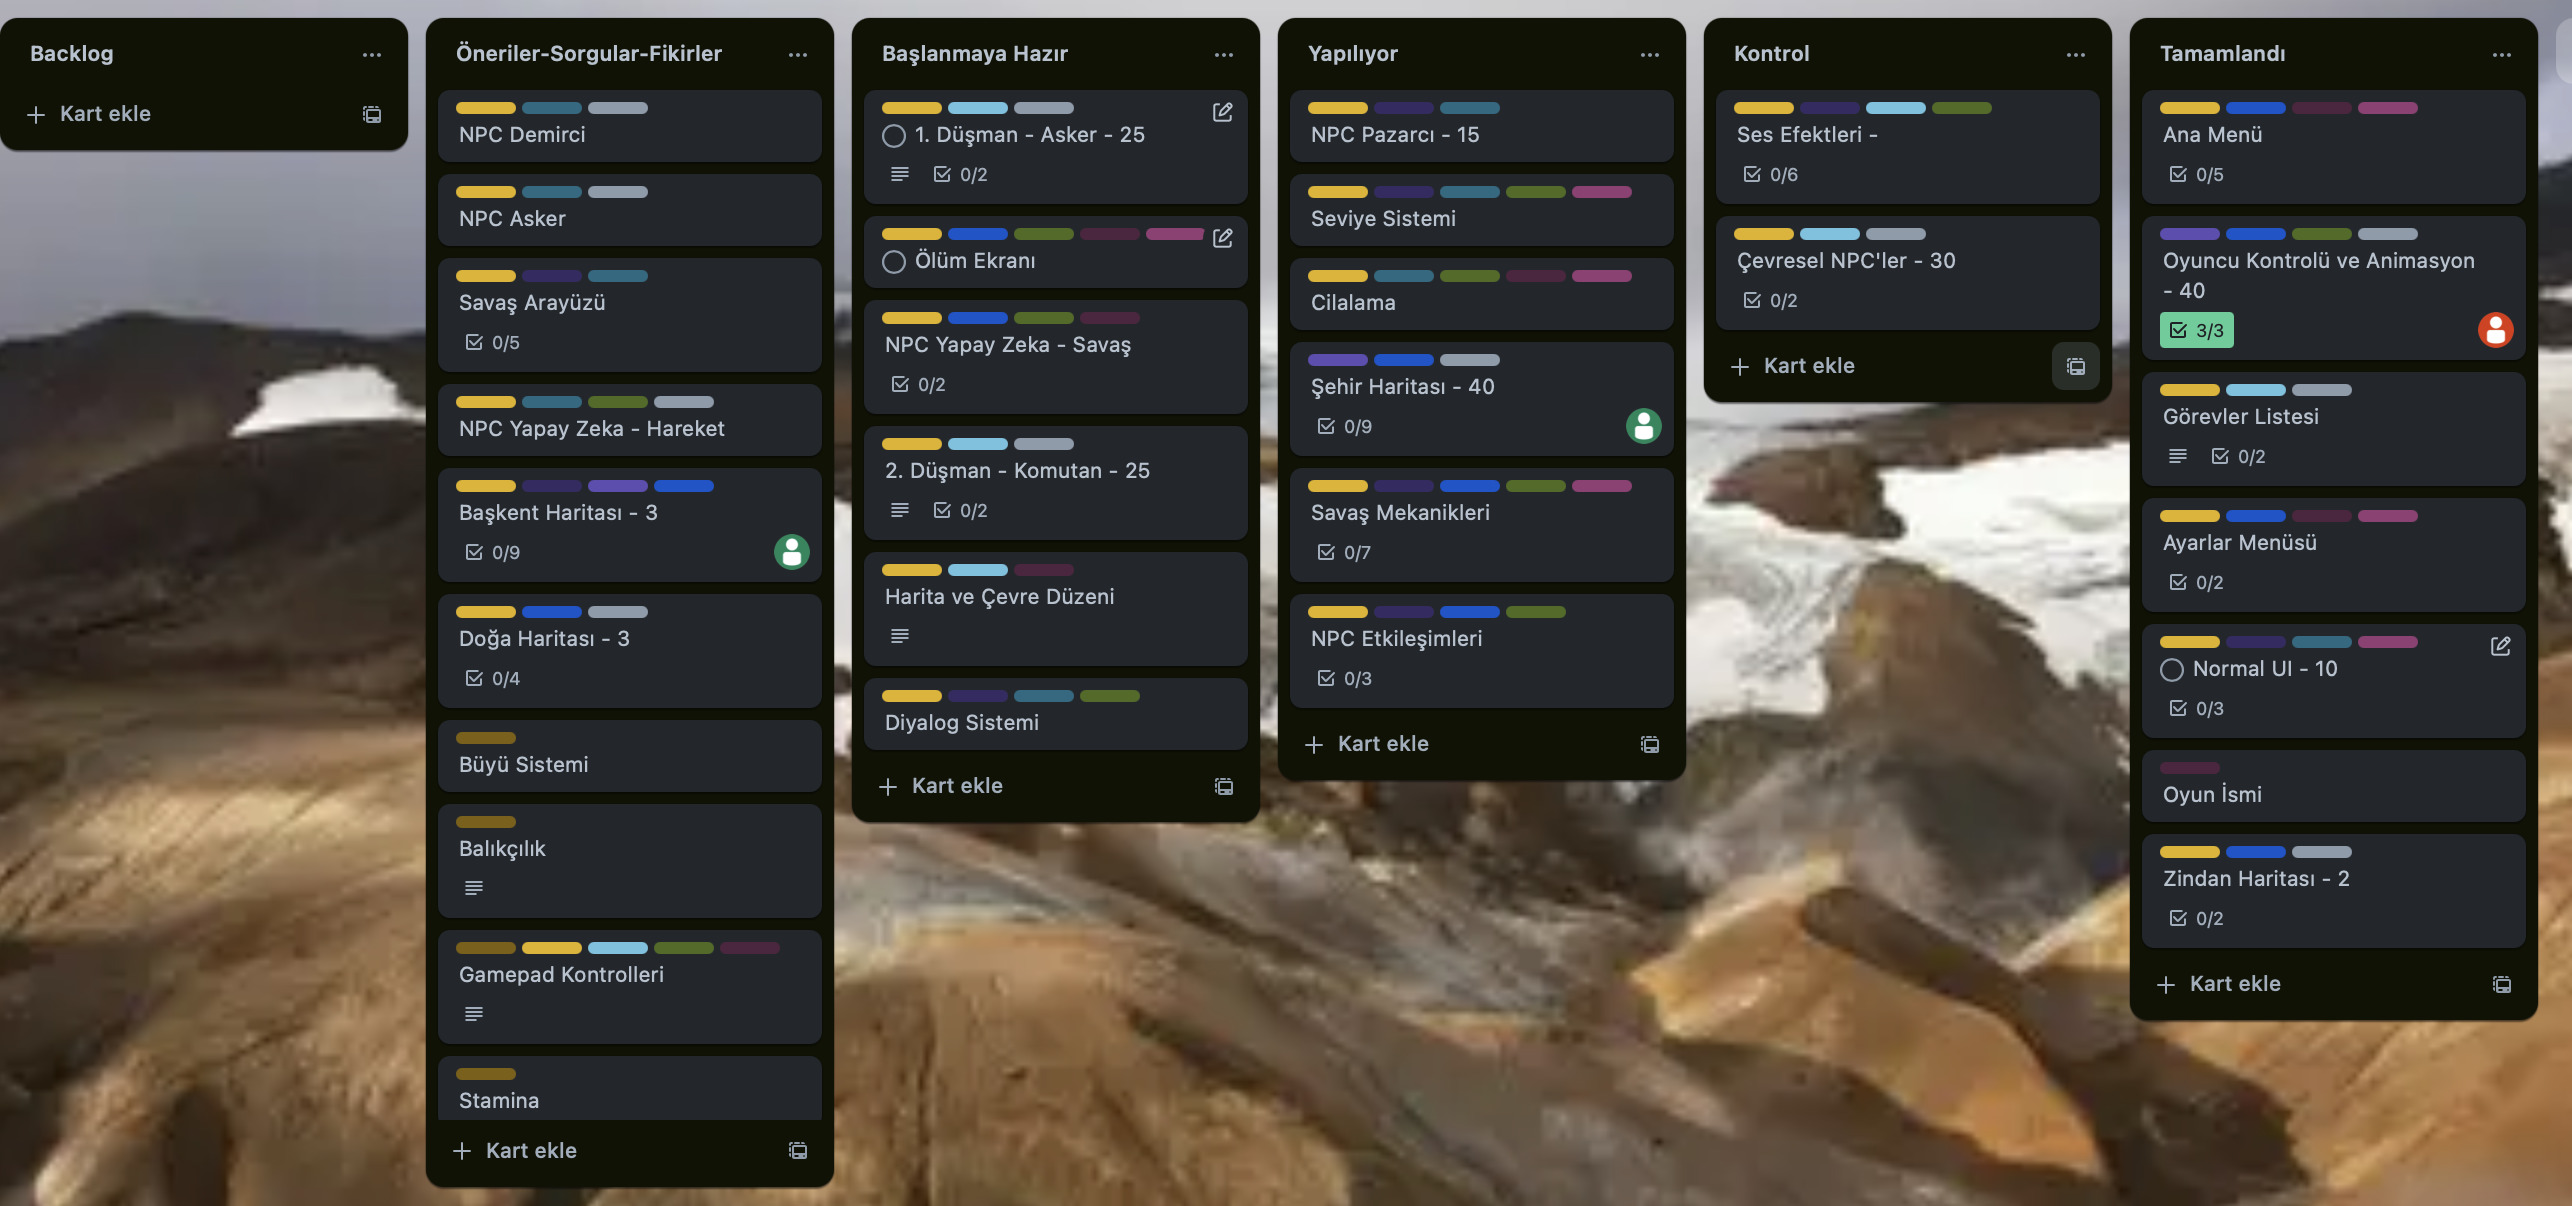 Backlog
Kart ekle
Öneriler-Sorgular-Fikirler
NPC Demirci
NPC Asker
Savaş Arayüzü
0/5
NPC Yapay Zeka - Hareket
Başkent Haritası - 3
0/9
Doğa Haritası - 3
0/4
Büyü Sistemi
Balıkçılık
Gamepad Kontrolleri
Stamina
Kart ekle
Başlanmaya Hazır
1. Düşman - Asker - 25
0/2
Ölüm Ekranı
NPC Yapay Zeka - Savaş
0/2
2. Düşman - Komutan - 25
0/2
Harita ve Çevre Düzeni
Diyalog Sistemi
Kart ekle
Yapılıyor
NPC Pazarcı - 15
Seviye Sistemi
Cilalama
Şehir Haritası - 40
0/9
Savaş Mekanikleri
0/7
NPC Etkileşimleri
0/3
Kart ekle
Kontrol
Ses Efektleri -
0/6
Çevresel NPC'ler - 30
0/2
Kart ekle
Tamamlandı
Ana Menü
0/5
Oyuncu Kontrolü ve Animasyon
- 40
3/3
Görevler Listesi
0/2
Ayarlar Menüsü
0/2
Normal UI - 10
0/3
Oyun İsmi
Zindan Haritası - 2
0/2
Kart ekle